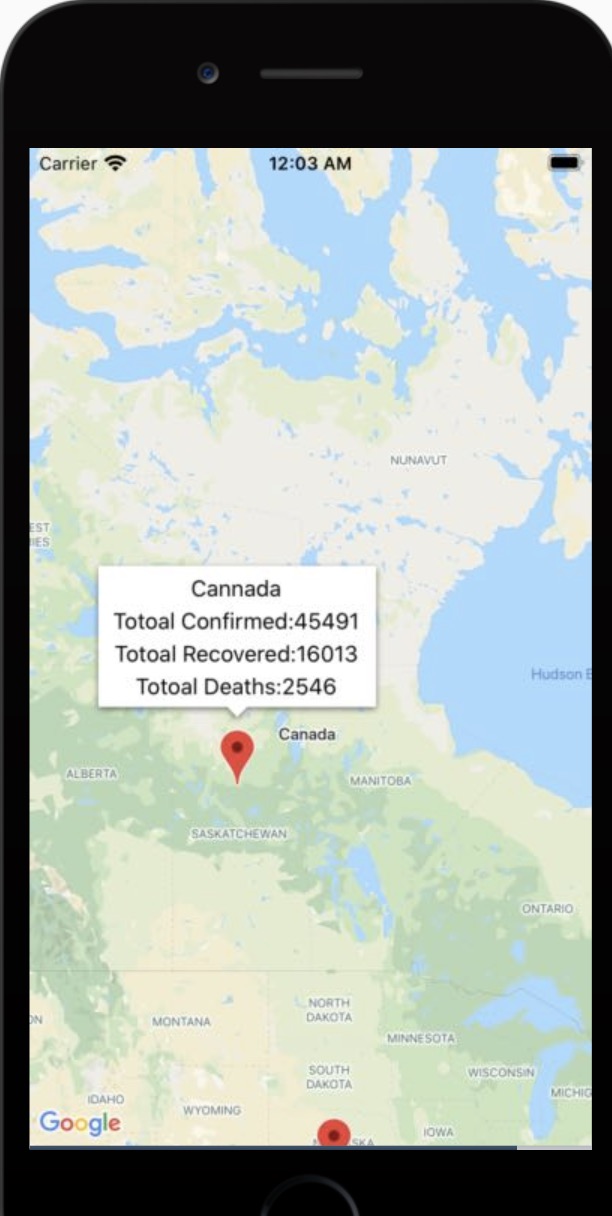 Carrier
12:03 AM
NUNAVUT
EST
IES
Cannada
Totoal Confirmed:45491
Totoal Recovered:16013
Totoal Deaths:2546
Hudson
Canada
ALBERTA
MANITOBA
SASKATCHEWAN
ONTARIO
NORTH
DAKOTA
ON
MONTANA
MINNESOTA
SOUTH
DAKOTA
WISCONSIN
MICHIG
IDAHO
WYOMING
Google
SKA
IOWA